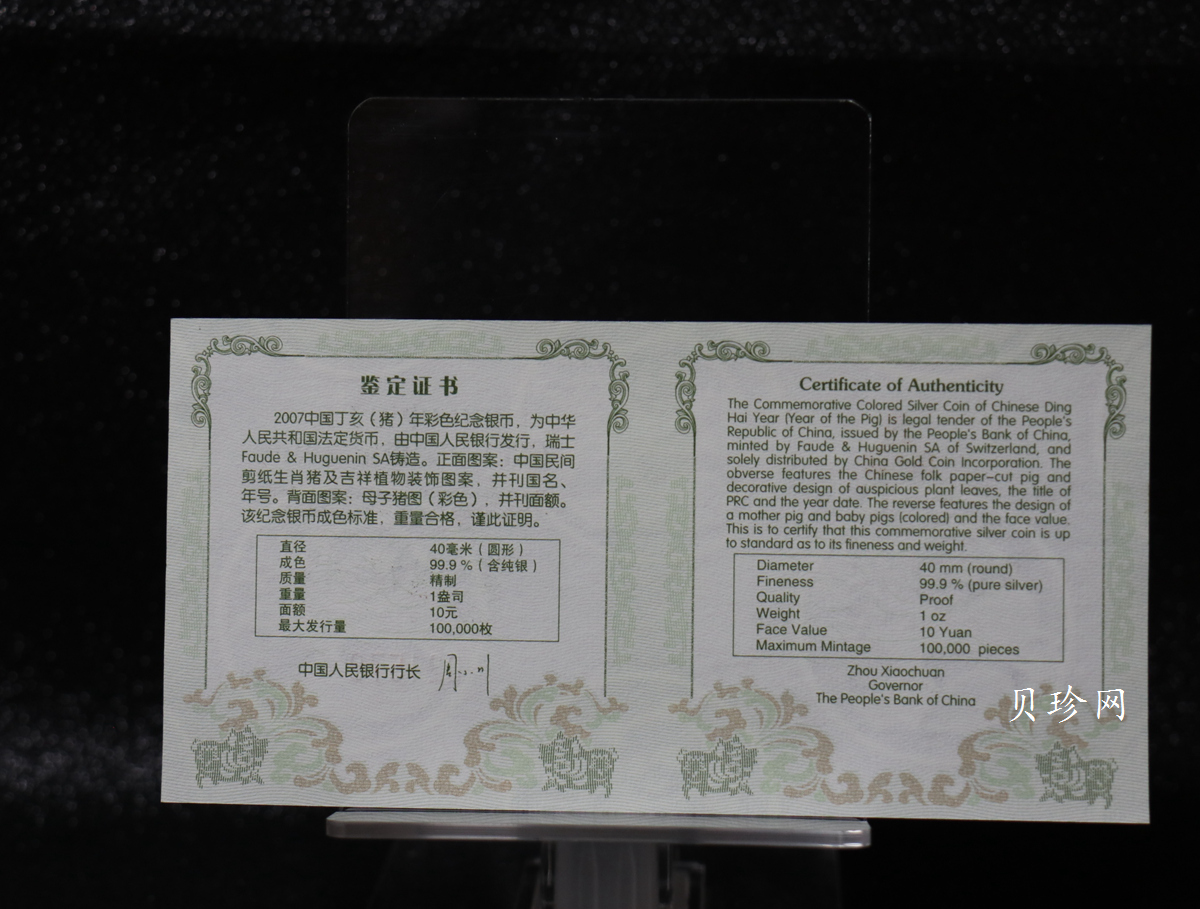 鉴定证书
2007中国丁亥（猪）年彩色纪念银币，为中华
人民共和国法定货币，由中国人民银行发行，瑞士
Faude & Huguenin SA铸造。正面图案：中国民间
剪纸生肖猪及吉祥植物装饰图案，并刊国名、
年号。背面图案：母子猪图（彩色），并刊面额。
该纪念银币成色标准，重量合格，谨此证明。
直径 40毫米（圆形）
成色 99.9％（含纯银）
质量 精制
重量 1盎司
面额 10元
最大发行量 100,000枚
中国人民银行行长
Certificate of Authenticity
The Commemorative Colored Silver Coin of Chinese Ding
Hai Year (Year of the Pig) is legal tender of the People's
Republic of China, issued by the People's Bank of China,
minted by Faude & Huguenin SA of Switzerland, and
solely distributed by China Gold Coin Incorporation. The
obverse features the Chinese folk paper-cut pig and
decorative design of auspicious plant leaves, the title of
PRC and the year date. The reverse features the design of
a mother pig and baby pigs (colored) and the face value.
This is to certify that this commemorative silver coin is up
to standard as to its fineness and weight.
Diameter 40 mm (round)
Fineness 99.9 % (pure silver)
Quality Proof
Weight 1 oz
Face Value 10 Yuan
Maximum Mintage 100,000 pieces
Zhou Xiaochuan
Governor
The People's Bank of China
贝珍网